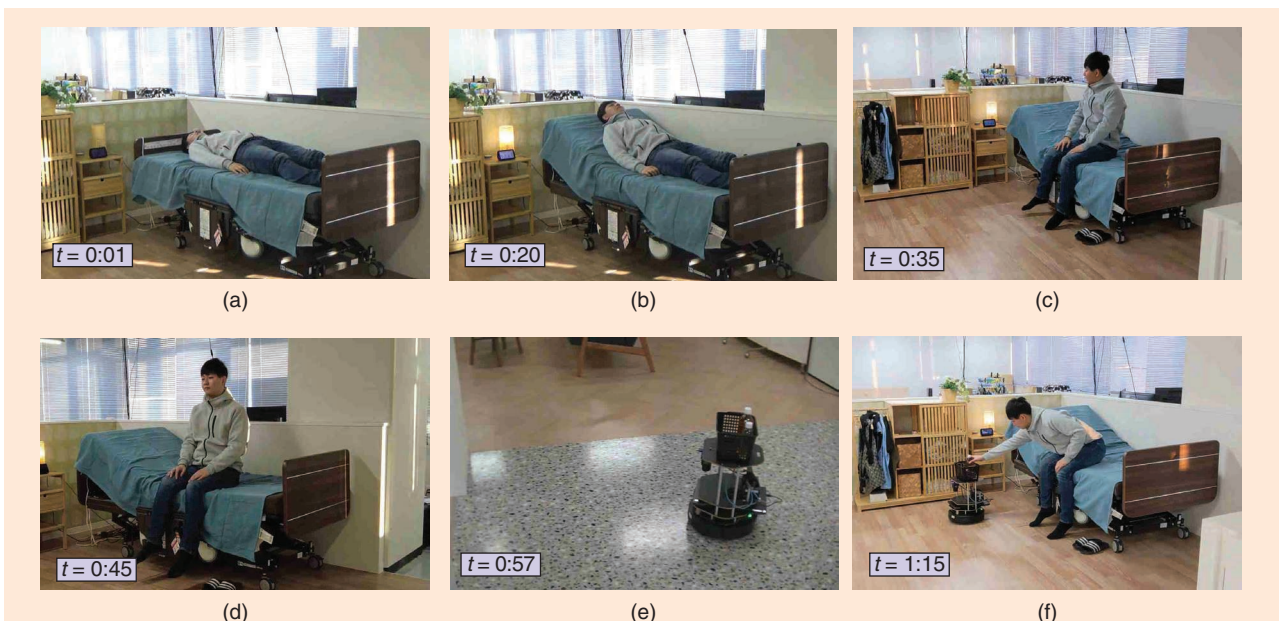 t = 0:01
t = 0:20
t = 0:35
(a)
(b)
(c)
t = 0:45
t = 0:57
t = 1:15
(d)
(e)
(f)